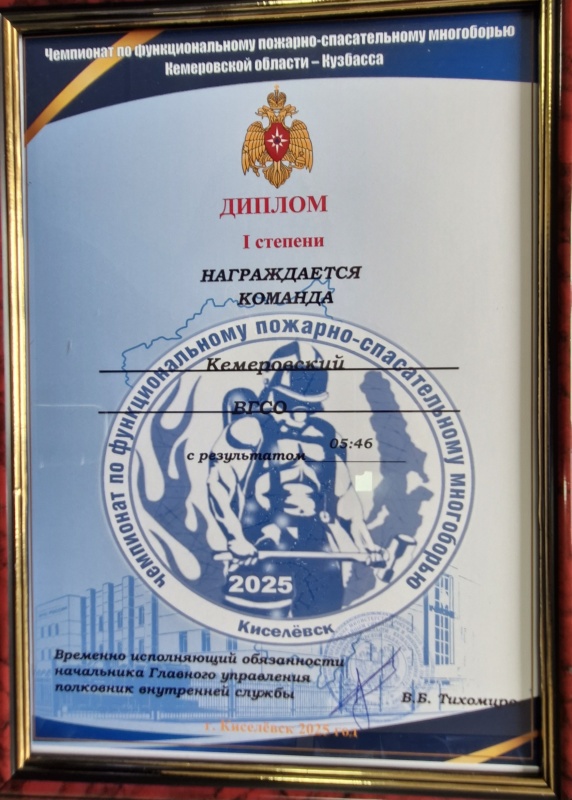 Чемпионат по функциональному пожарно-спасательному многоборью
Кемеровской области – Кузбасса
ДИПЛОМ
I степени
НАГРАЖДАЕТСЯ
КОМАНДА
чемпионат по функциональному пожарно-спасательному многоборью
Кемеровский
ВГСО
05:46
с результатом
2025
Киселёвск
Временно исполняющий обязанности
начальника Главного управления
полковник внутренней службы
В.Б. Тихомиро
г. Киселёвск 2025 год